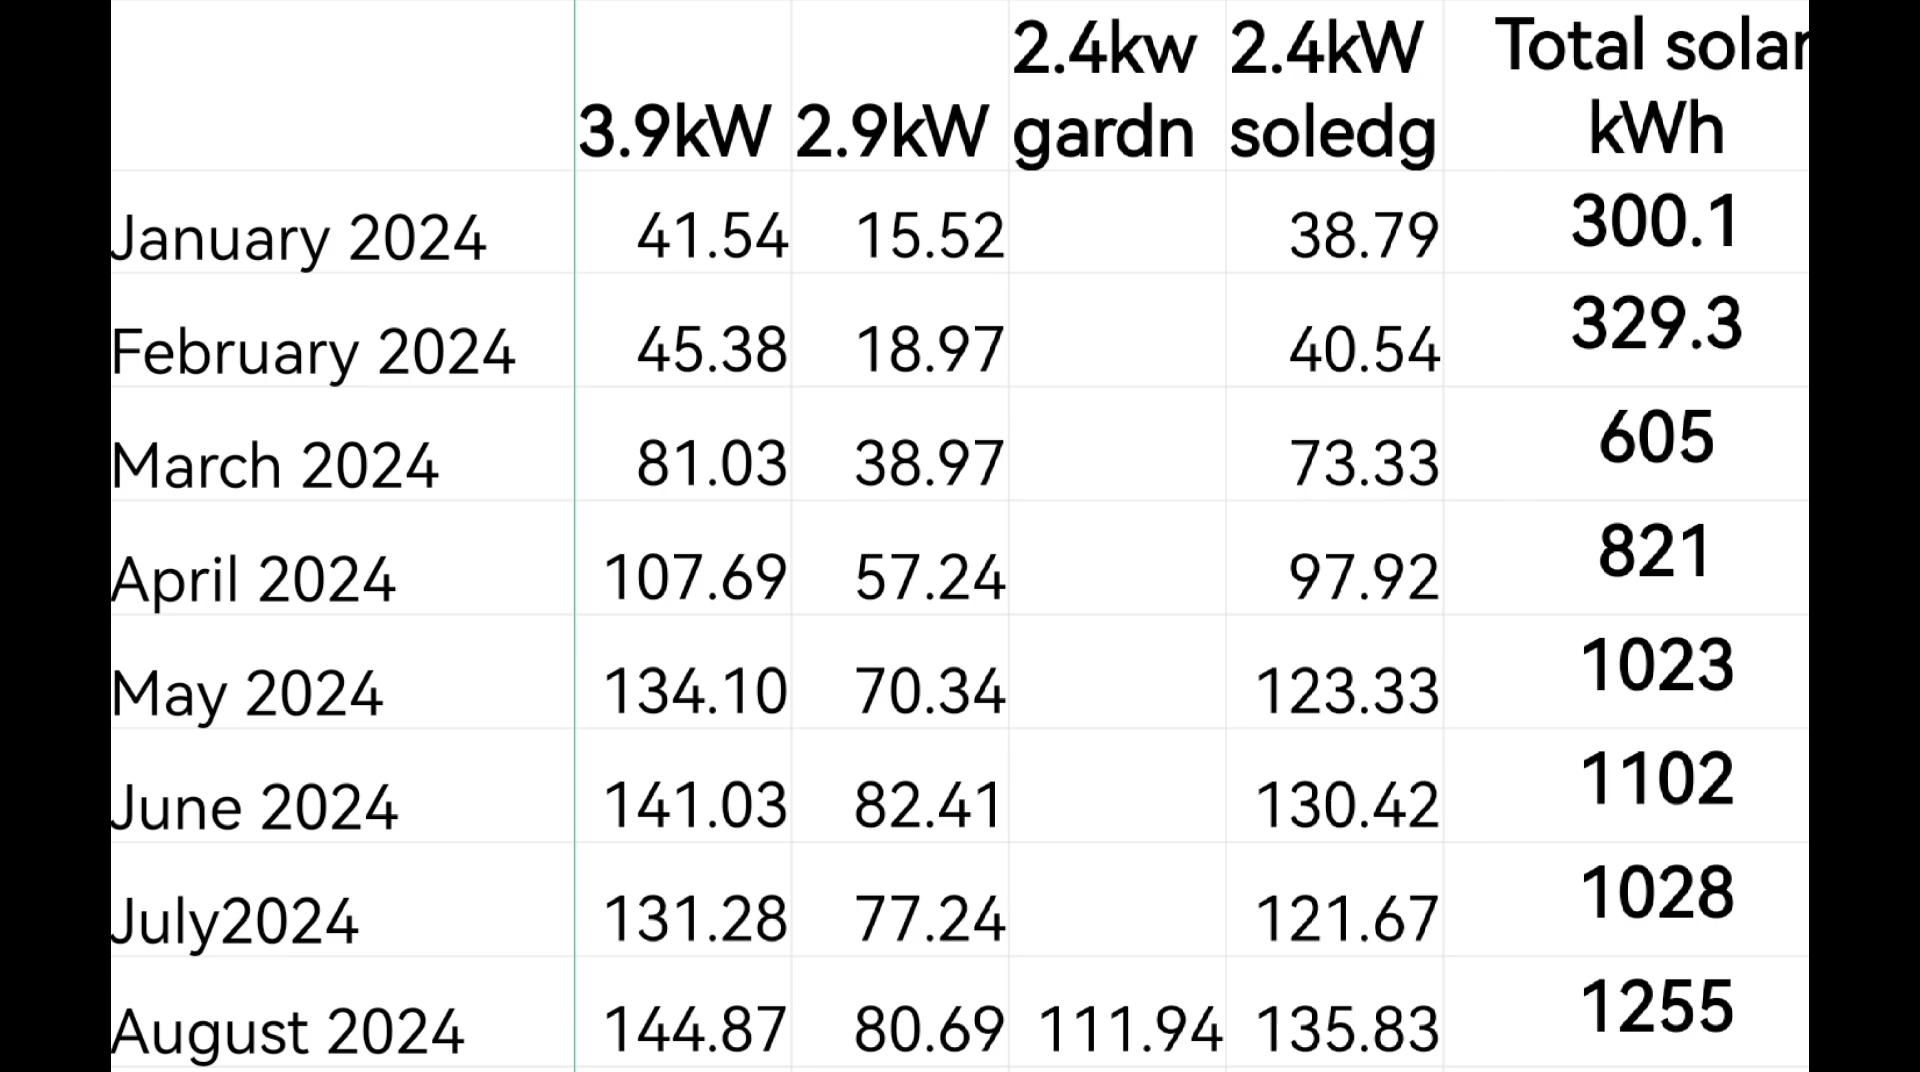 3.9kW 2.9kW 2.4kw gardn 2.4kW soledg Total solar kWh
January 2024 41.54 15.52 38.79 300.1
February 2024 45.38 18.97 40.54 329.3
March 2024 81.03 38.97 73.33 605
April 2024 107.69 57.24 97.92 821
May 2024 134.10 70.34 123.33 1023
June 2024 141.03 82.41 130.42 1102
July2024 131.28 77.24 121.67 1028
August 2024 144.87 80.69 111.94 135.83 1255